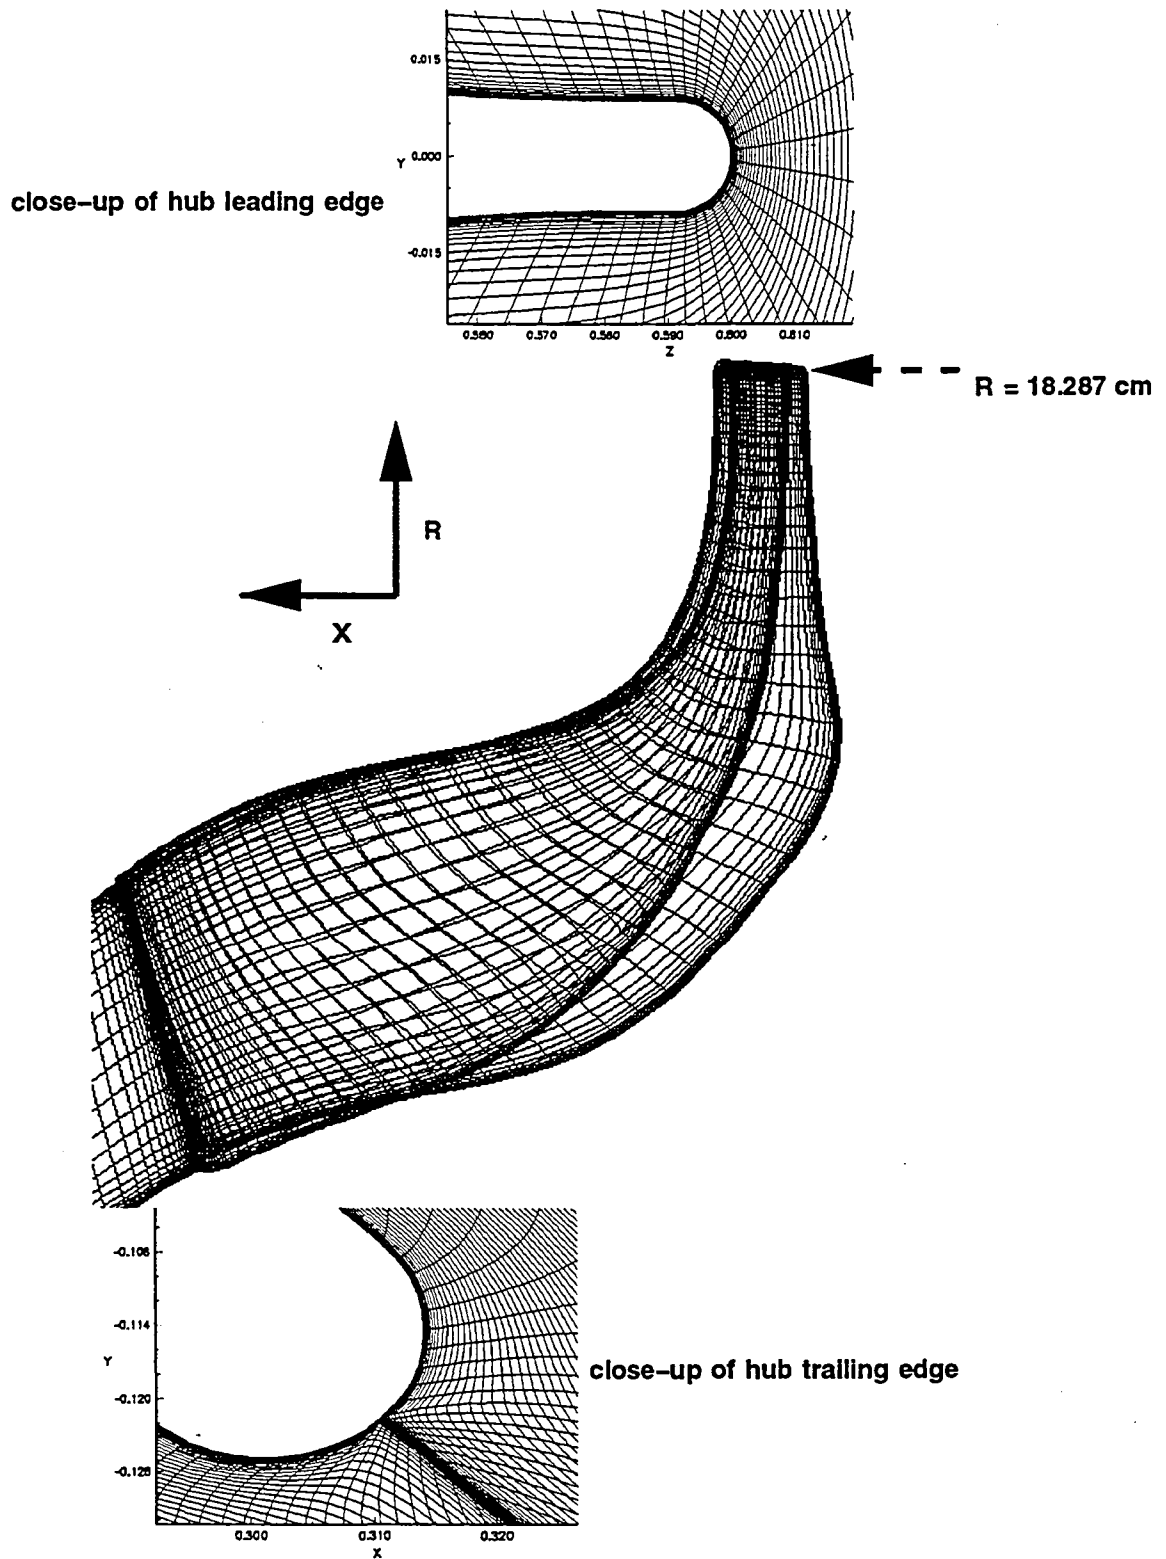 0.015
Y 0.000
close-up of hub leading edge
-0.015
0.560 0.570 0.580 0.590 0.600 0.610
Z
R = 18.287 cm
R
X
-0.108
-0.114
Y
close-up of hub trailing edge
-0.120
-0.126
0.300 0.310 0.320
X